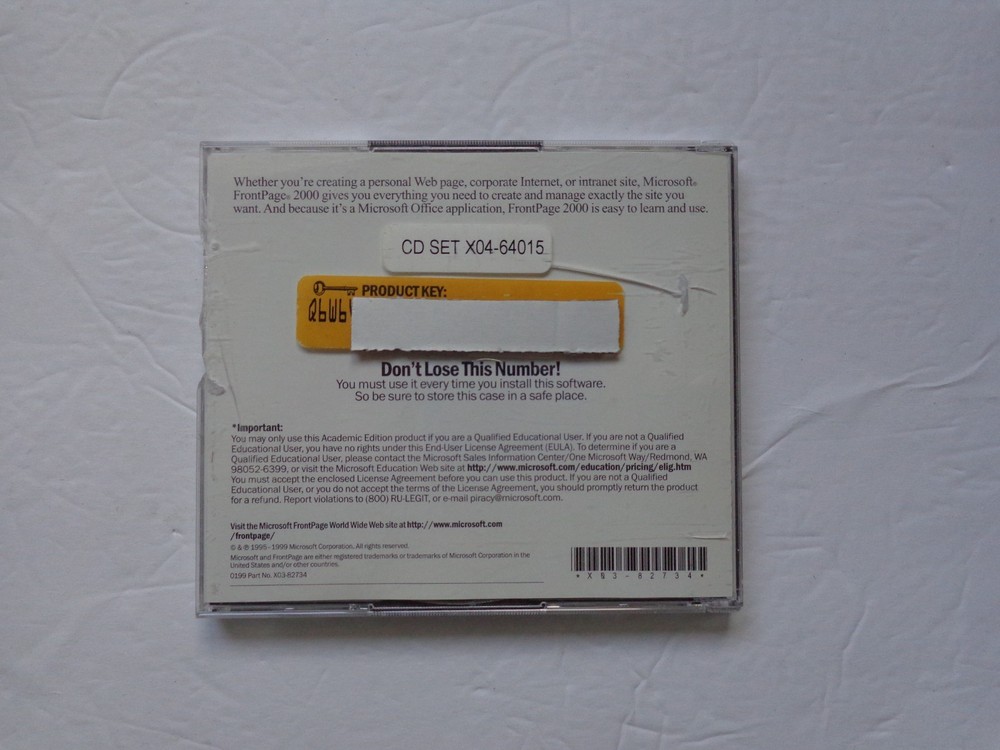 Whether you're creating a personal Web page, corporate Internet, or intranet site, Microsoft®
FrontPage® 2000 gives you everything you need to create and manage exactly the site you
want. And because it's a Microsoft Office application, FrontPage 2000 is easy to learn and use.
CD SET X04-64015
PRODUCT KEY:
Q6W6
Don't Lose This Number!
You must use it every time you install this software.
So be sure to store this case in a safe place.
*Important:
You may only use this Academic Edition product if you are a Qualified Educational User. If you are not a Qualified
Educational User, you have no rights under this End-User License Agreement (EULA). To determine if you are a
Qualified Educational User, please contact the Microsoft Sales Information Center/One Microsoft Way/Redmond, WA
98052-6399, or visit the Microsoft Education Web site at http://www.microsoft.com/education/pricing/elig.htm
You must accept the enclosed License Agreement before you can use this product. If you are not a Qualified
Educational User, or you do not accept the terms of the License Agreement, you should promptly return the product
for a refund. Report violations to (800) RU-LEGIT, or e-mail piracy@microsoft.com.
Visit the Microsoft FrontPage World Wide Web site at http://www.microsoft.com
/frontpage/
© & ℗ 1995–1999 Microsoft Corporation. All rights reserved.
Microsoft and FrontPage are either registered trademarks or trademarks of Microsoft Corporation in the
United States and/or other countries.
0199 Part No. X03-82734
*X03-82734*